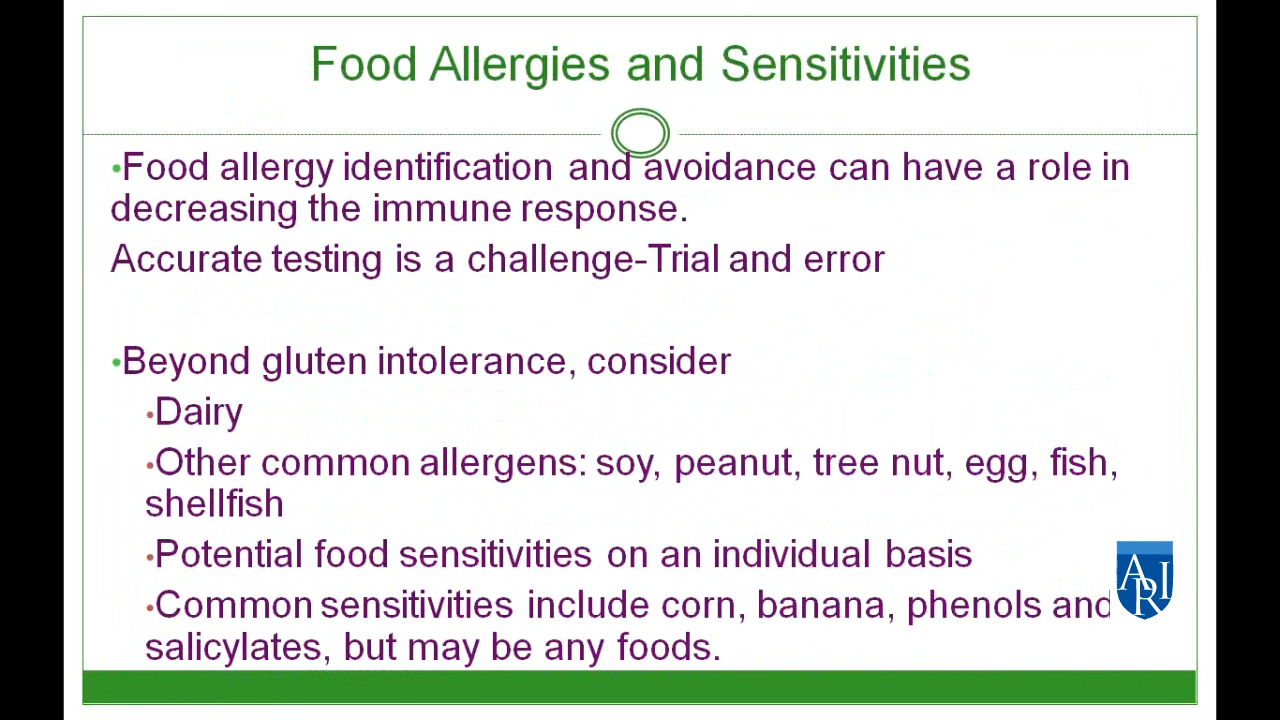 Food Allergies and Sensitivities
•Food allergy identification and avoidance can have a role in
decreasing the immune response.
Accurate testing is a challenge-Trial and error
•Beyond gluten intolerance, consider
•Dairy
•Other common allergens: soy, peanut, tree nut, egg, fish,
shellfish
•Potential food sensitivities on an individual basis
•Common sensitivities include corn, banana, phenols and
salicylates, but may be any foods.
ARI